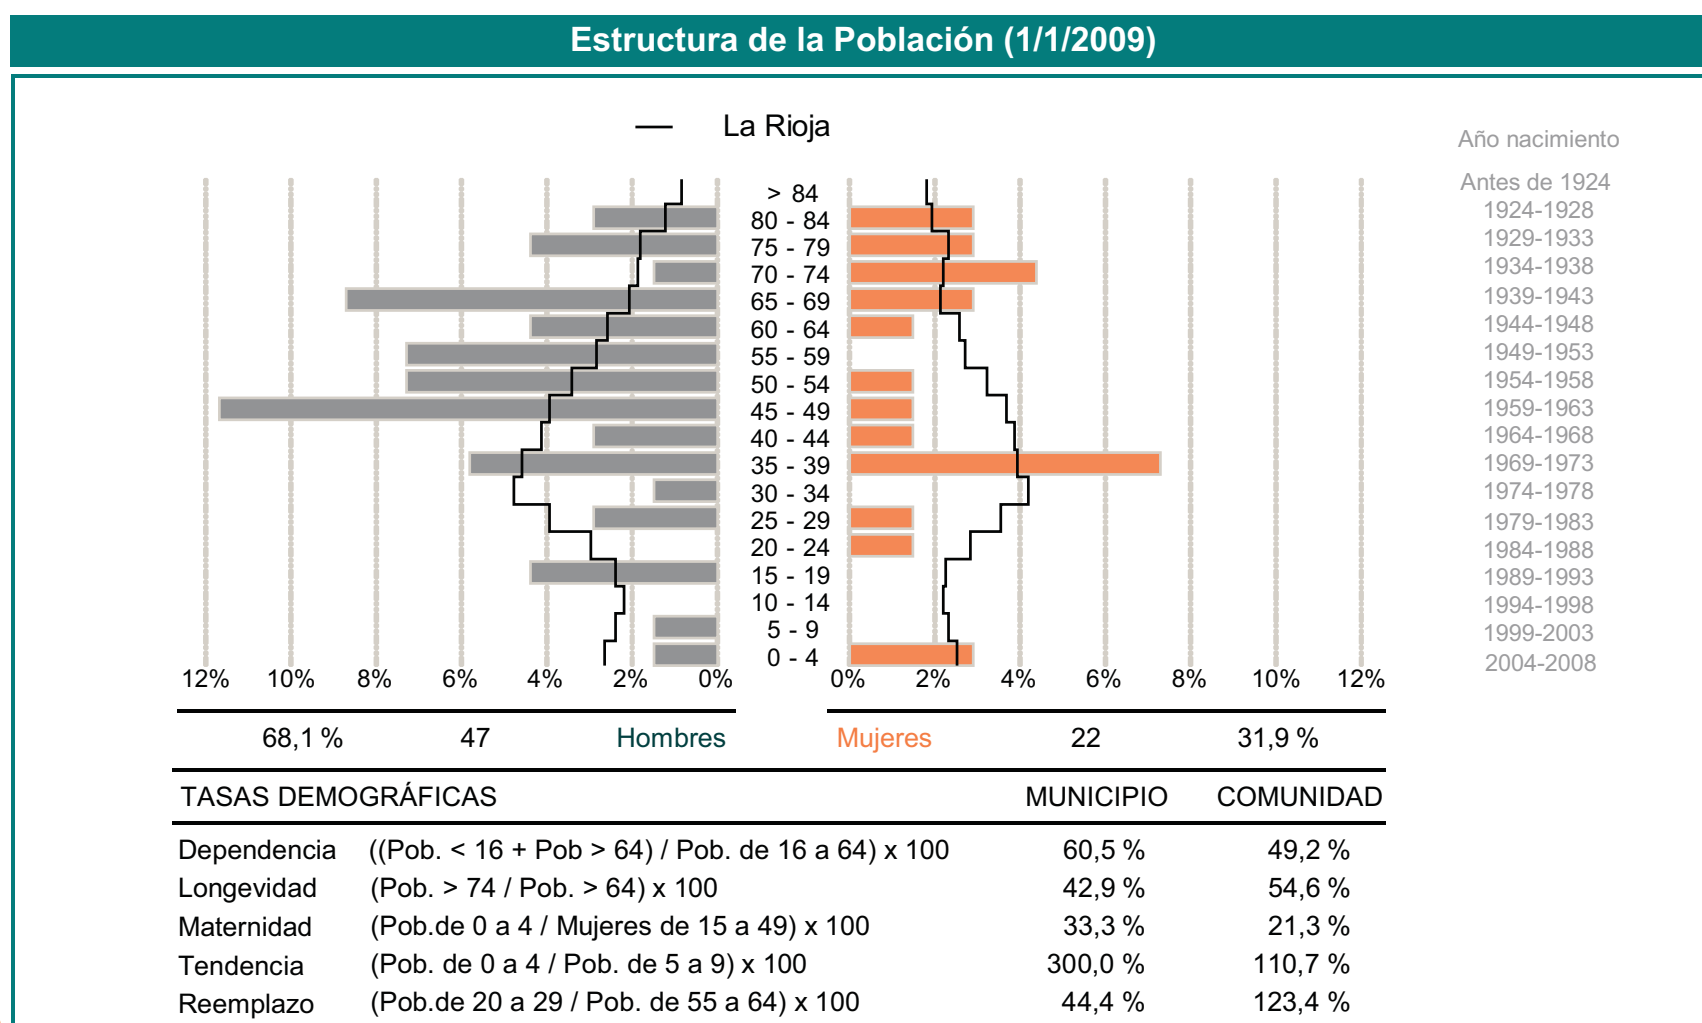 Estructura de la Población (1/1/2009)
La Rioja
Año nacimiento
> 84 Antes de 1924
80 - 84 1924-1928
75 - 79 1929-1933
70 - 74 1934-1938
65 - 69 1939-1943
60 - 64 1944-1948
55 - 59 1949-1953
50 - 54 1954-1958
45 - 49 1959-1963
40 - 44 1964-1968
35 - 39 1969-1973
30 - 34 1974-1978
25 - 29 1979-1983
20 - 24 1984-1988
15 - 19 1989-1993
10 - 14 1994-1998
5 - 9 1999-2003
0 - 4 2004-2008
12% 10% 8% 6% 4% 2% 0% 0% 2% 4% 6% 8% 10% 12%
68,1 % 47 Hombres Mujeres 22 31,9 %
TASAS DEMOGRÁFICAS MUNICIPIO COMUNIDAD
Dependencia ((Pob. < 16 + Pob > 64) / Pob. de 16 a 64) x 100 60,5 % 49,2 %
Longevidad (Pob. > 74 / Pob. > 64) x 100 42,9 % 54,6 %
Maternidad (Pob.de 0 a 4 / Mujeres de 15 a 49) x 100 33,3 % 21,3 %
Tendencia (Pob. de 0 a 4 / Pob. de 5 a 9) x 100 300,0 % 110,7 %
Reemplazo (Pob.de 20 a 29 / Pob. de 55 a 64) x 100 44,4 % 123,4 %